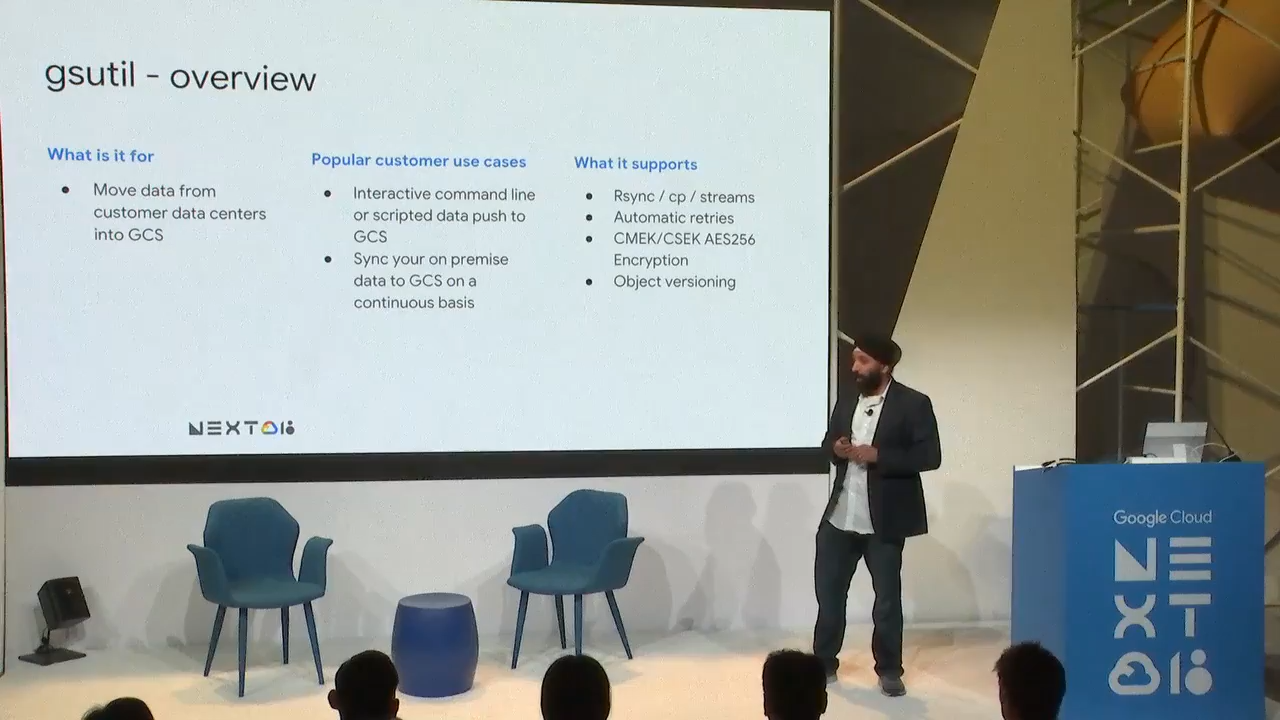 gsutil - overview
What is it for
● Move data from
customer data centers
into GCS
Popular customer use cases
● Interactive command line
or scripted data push to
GCS
● Sync your on premise
data to GCS on a
continuous basis
What it supports
● Rsync / cp / streams
● Automatic retries
● CMEK/CSEK AES256
Encryption
● Object versioning
NEXT 18
Google Cloud
NE
XT
18